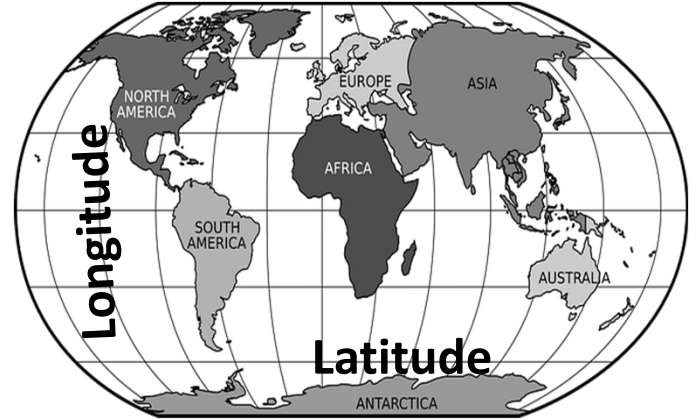 EUROPE
ASIA
NORTH
AMERICA
AFRICA
SOUTH
AMERICA
Longitude
AUSTRALIA
Latitude
ANTARCTICA